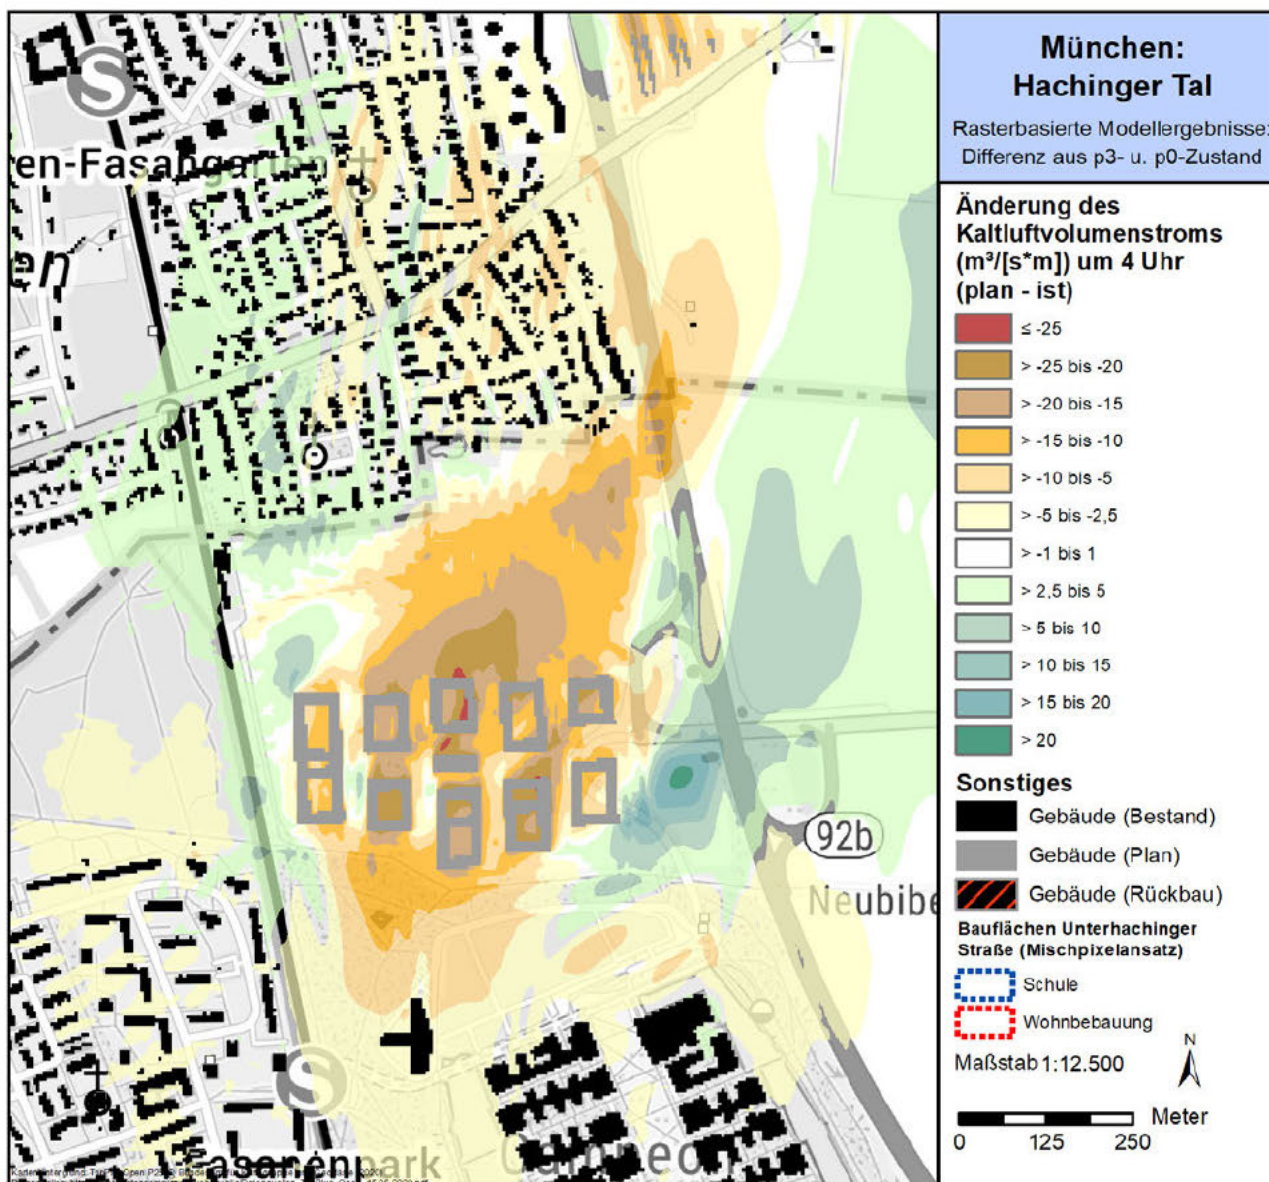 München:
Hachinger Tal
Rasterbasierte Modellergebnisse:
Differenz aus p3- u. p0-Zustand
Änderung des
Kaltluftvolumenstroms
(m³/[s*m]) um 4 Uhr
(plan - ist)
≤ -25
> -25 bis -20
> -20 bis -15
> -15 bis -10
> -10 bis -5
> -5 bis -2,5
> -1 bis 1
> 2,5 bis 5
> 5 bis 10
> 10 bis 15
> 15 bis 20
> 20
Sonstiges
Gebäude (Bestand)
Gebäude (Plan)
Gebäude (Rückbau)
Bauflächen Unterhachinger
Straße (Mischpixelansatz)
Schule
Wohnbebauung
Maßstab 1:12.500
N
Meter
0 125 250
S
en-Fasangarten
en
92b
Neubibe
S
Fasanenpark